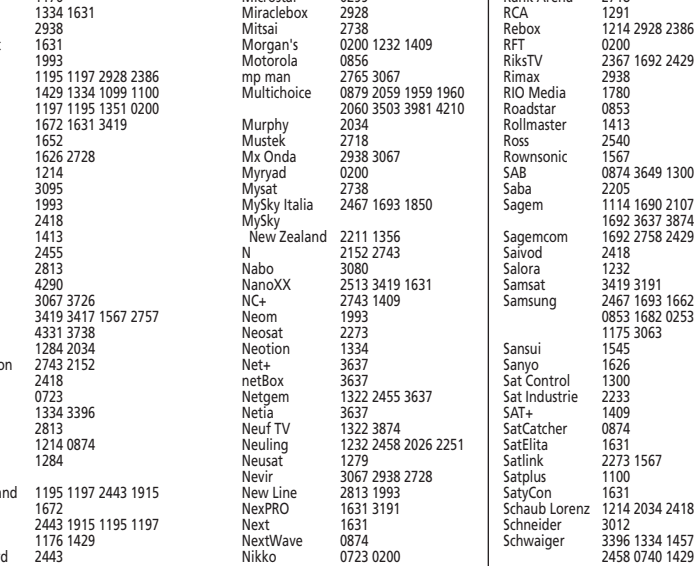 1334 1631
2938
1631
1993
1195 1197 2928 2386
1429 1334 1099 1100
1197 1195 1351 0200
1672 1631 3419
1652
1626 2728
1214
3095
1993
2418
1413
2455
2813
4290
3067 3726
3419 3417 1567 2757
4331 3738
1284 2034
on 2743 2152
2418
0723
1334 3396
2813
1214 0874
1284
and 1195 1197 2443 1915
1672
2443 1915 1195 1197
1176 1429
rd 2443
Miraclebox 2928
Mitsai 2738
Morgan's 0200 1232 1409
Motorola 0856
mp man 2765 3067
Multichoice 0879 2059 1959 1960
2060 3503 3981 4210
Murphy 2034
Mustek 2718
Mx Onda 2938 3067
Myryad 0200
Mysat 2738
MySky Italia 2467 1693 1850
MySky
New Zealand 2211 1356
N 2152 2743
Nabo 3080
NanoXX 2513 3419 1631
NC+ 2743 1409
Neom 1993
Neosat 2273
Neotion 1334
Net+ 3637
netBox 3637
Netgem 1322 2455 3637
Netia 3637
Neuf TV 1322 3874
Neuling 1232 2458 2026 2251
Neusat 1279
Nevir 3067 2938 2728
New Line 2813 1993
NexPRO 1631 3191
Next 1631
NextWave 0874
Nikko 0723 0200
RCA 1291
Rebox 1214 2928 2386
RFT 0200
RiksTV 2367 1692 2429
Rimax 2938
RIO Media 1780
Roadstar 0853
Rollmaster 1413
Ross 2540
Rownsonic 1567
SAB 0874 3649 1300
Saba 2205
Sagem 1114 1690 2107
1692 3637 3874
Sagemcom 1692 2758 2429
Saivod 2418
Salora 1232
Samsat 3419 3191
Samsung 2467 1693 1662
0853 1682 0253
1175 3063
Sansui 1545
Sanyo 1626
Sat Control 1300
Sat Industrie 2233
SAT+ 1409
SatCatcher 0874
SatElita 1631
Satlink 2273 1567
Satplus 1100
SatyCon 1631
Schaub Lorenz 1214 2034 2418
Schneider 3012
Schwaiger 3396 1334 1457
2458 0740 1429